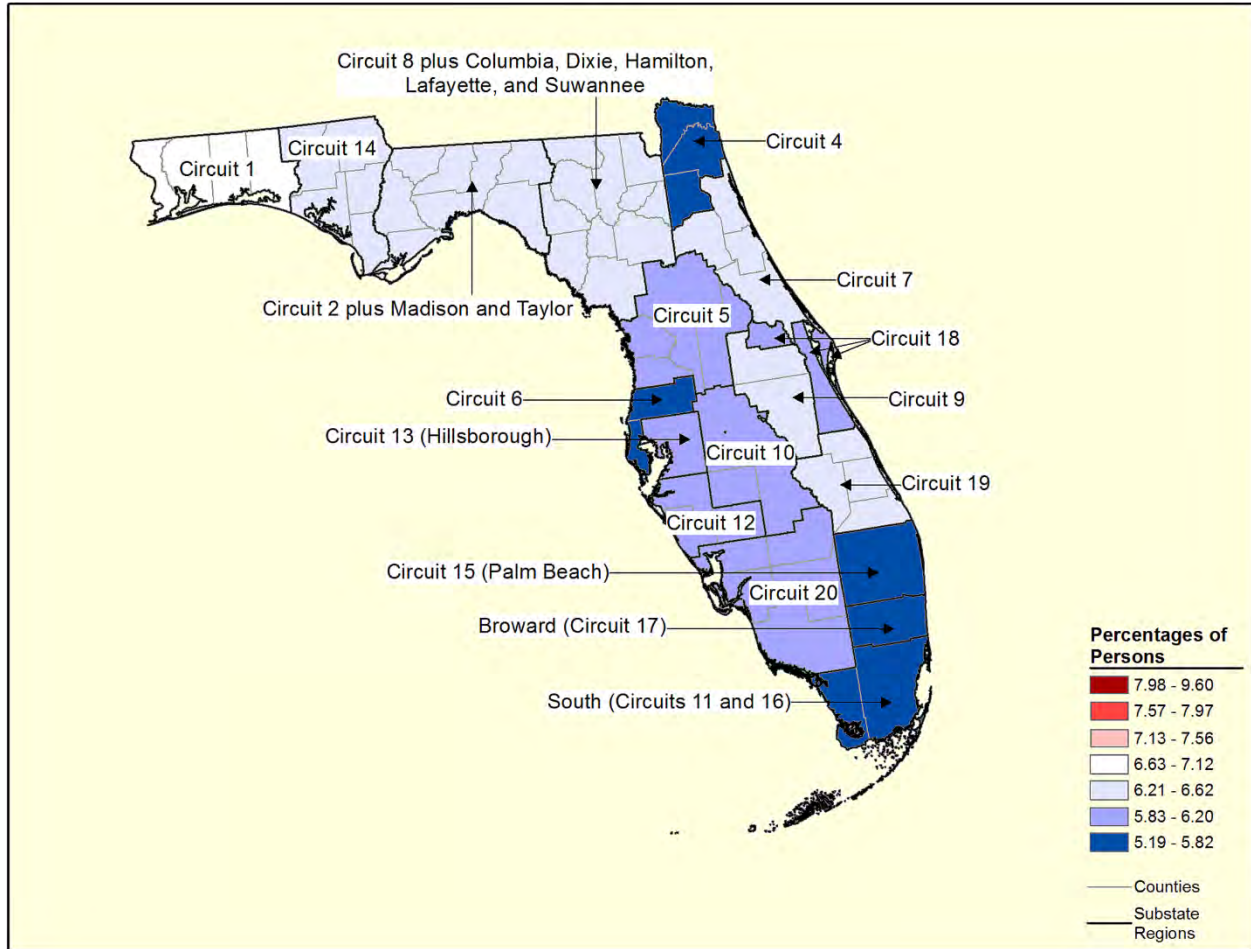 Circuit 8 plus Columbia, Dixie, Hamilton,
Lafayette, and Suwannee
Circuit 4
Circuit 14
Circuit 1
Circuit 7
Circuit 2 plus Madison and Taylor
Circuit 5
Circuit 18
Circuit 6
Circuit 9
Circuit 13 (Hillsborough)
Circuit 10
Circuit 19
Circuit 12
Circuit 15 (Palm Beach)
Circuit 20
Broward (Circuit 17)
South (Circuits 11 and 16)
Percentages of
Persons
7.98 - 9.60
7.57 - 7.97
7.13 - 7.56
6.63 - 7.12
6.21 - 6.62
5.83 - 6.20
5.19 - 5.82
Counties
Substate
Regions